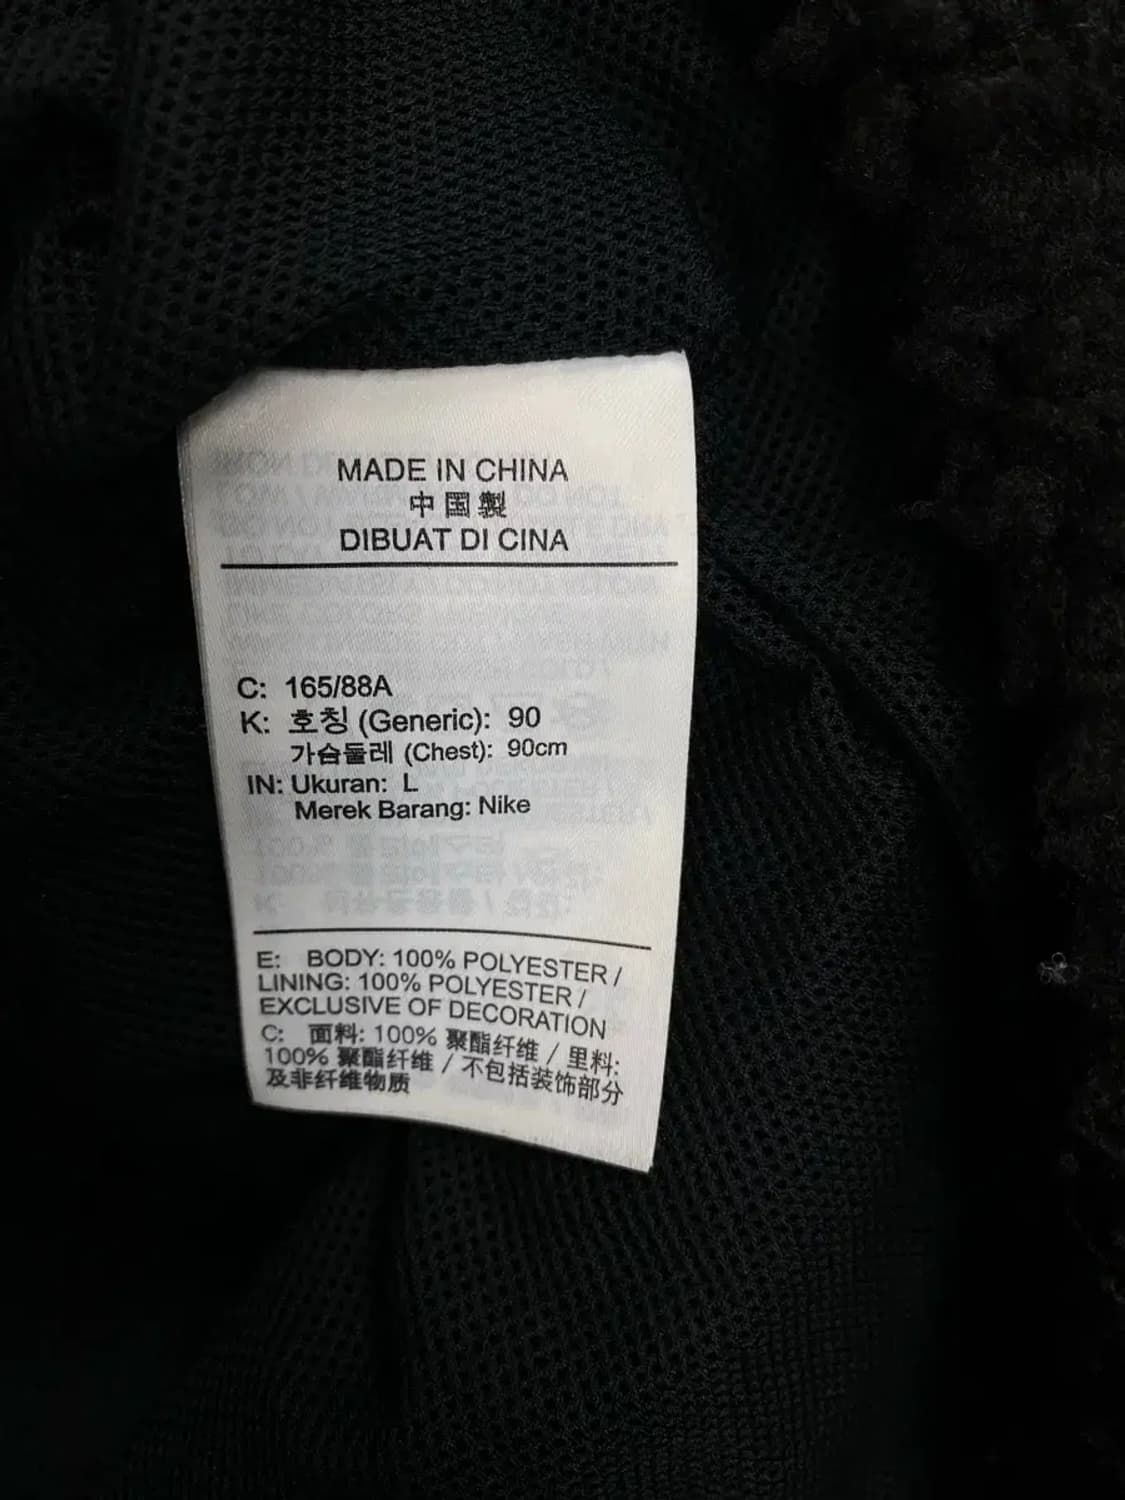 MADE IN CHINA
中国製
DIBUAT DI CINA
C: 165/88A
K: 호칭 (Generic): 90
가슴둘레 (Chest): 90cm
IN: Ukuran: L
Merek Barang: Nike
E: BODY: 100% POLYESTER /
LINING: 100% POLYESTER /
EXCLUSIVE OF DECORATION
C: 面料: 100% 聚酯纤维 / 里料:
100% 聚酯纤维 / 不包括装饰部分
及非纤维物质